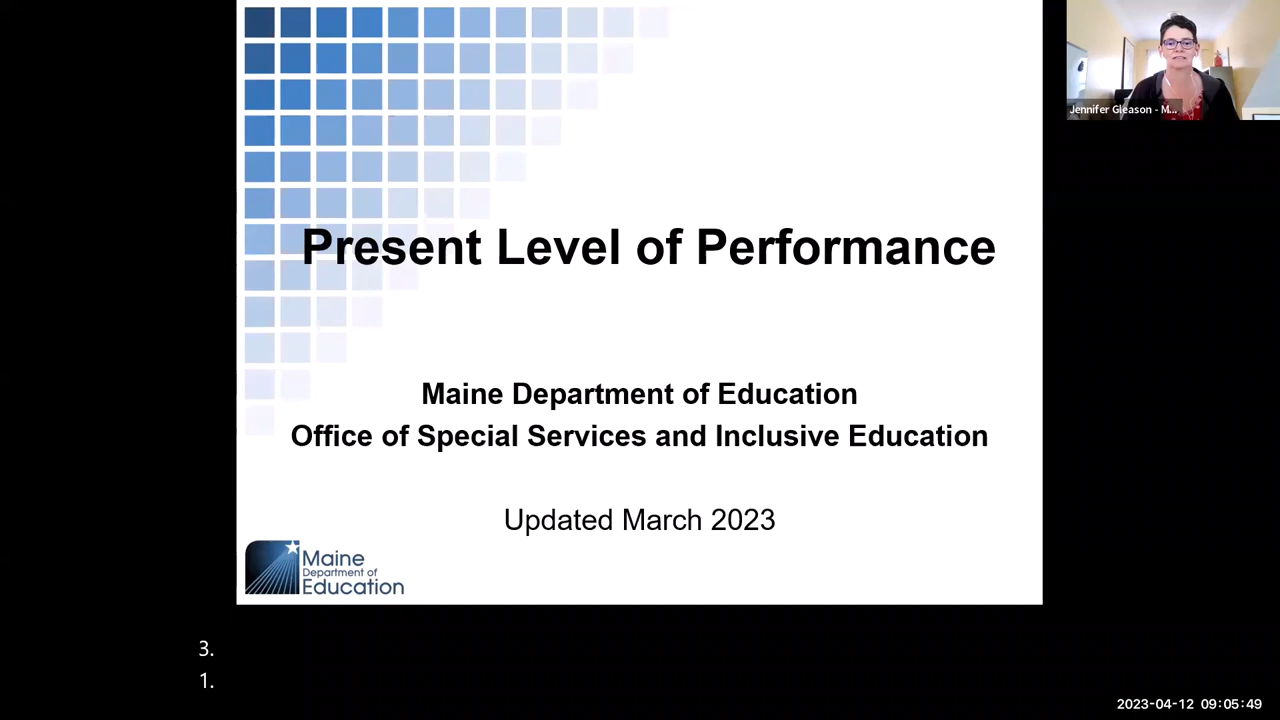 Jennifer Gleason - M...
Present Level of Performance
Maine Department of Education
Office of Special Services and Inclusive Education
Updated March 2023
Maine
Department of
Education
3.
1.
2023-04-12 09:05:49